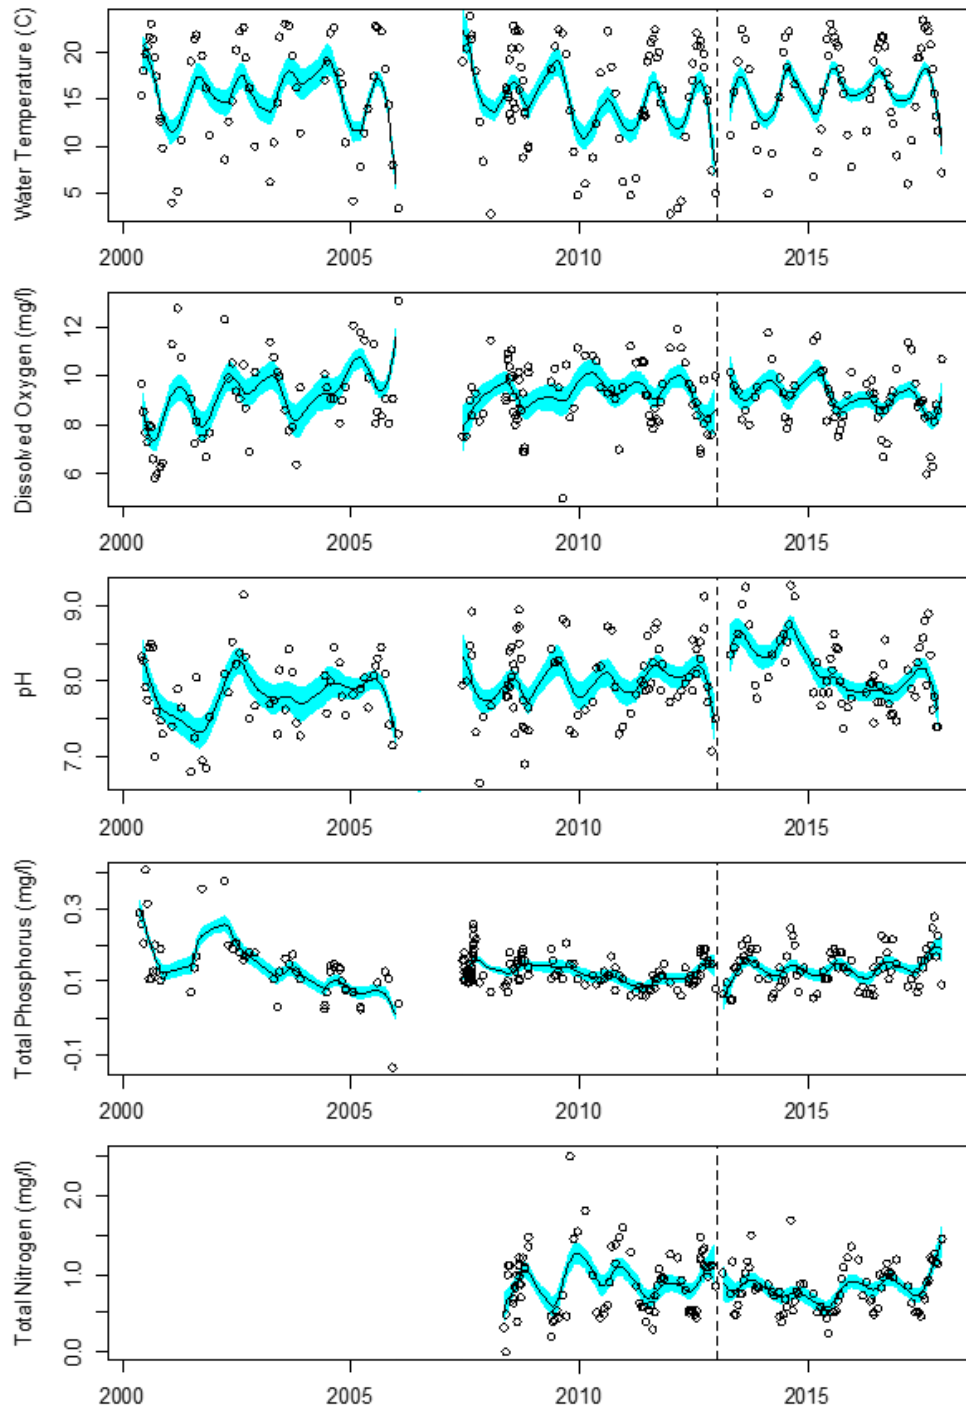 Water Temperature (C)
20
15
10
5
2000 2005 2010 2015
Dissolved Oxygen (mg/l)
12
10
8
6
2000 2005 2010 2015
pH
9.0
8.0
7.0
2000 2005 2010 2015
Total Phosphorus (mg/l)
0.3
0.1
-0.1
2000 2005 2010 2015
Total Nitrogen (mg/l)
2.0
1.0
0.0
2000 2005 2010 2015